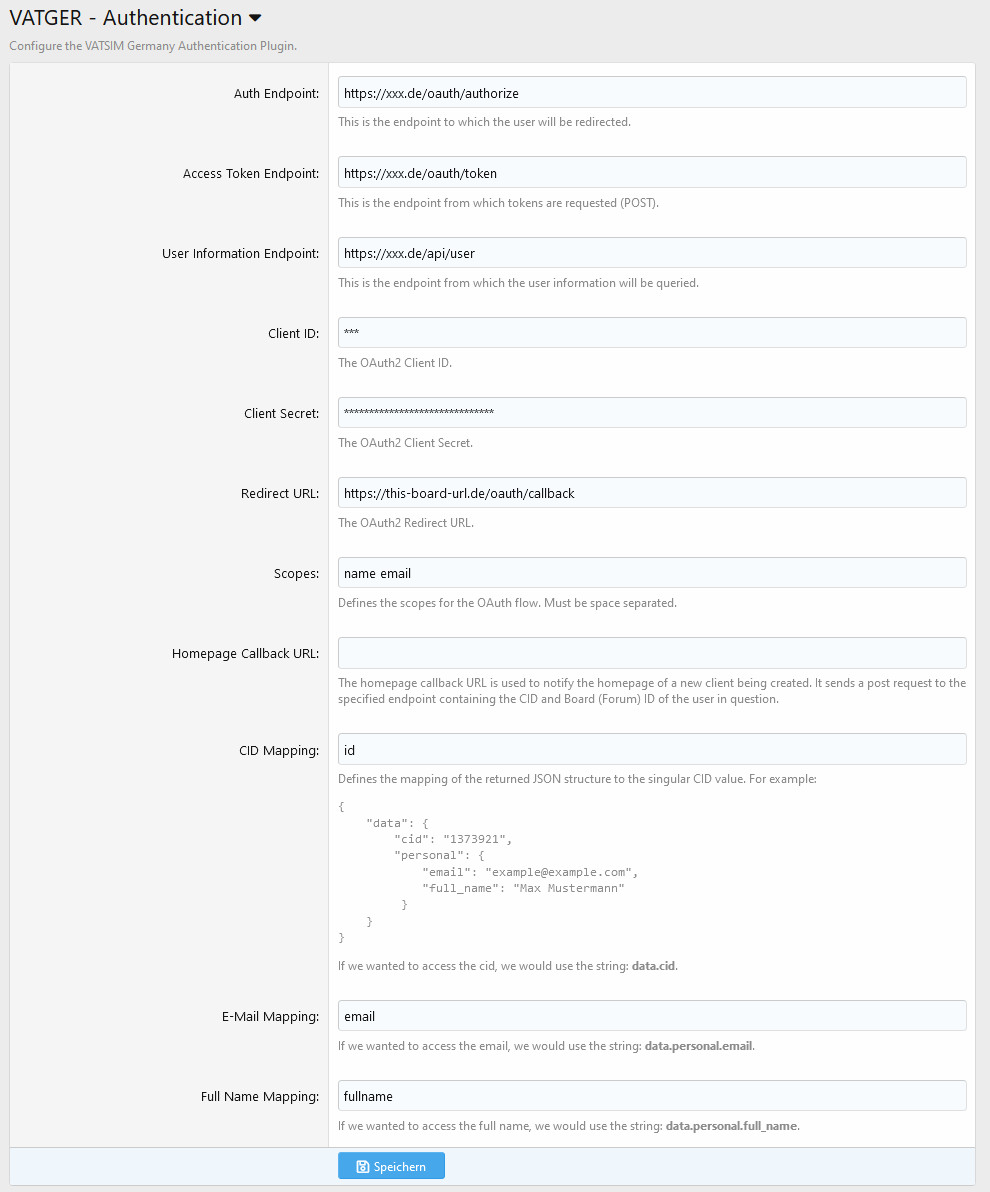 VATGER - Authentication
Configure the VATSIM Germany Authentication Plugin.
Auth Endpoint:
https://xxx.de/oauth/authorize
This is the endpoint to which the user will be redirected.
Access Token Endpoint:
https://xxx.de/oauth/token
This is the endpoint from which tokens are requested (POST).
User Information Endpoint:
https://xxx.de/api/user
This is the endpoint from which the user information will be queried.
Client ID:
***
The OAuth2 Client ID.
Client Secret:
******************************
The OAuth2 Client Secret.
Redirect URL:
https://this-board-url.de/oauth/callback
The OAuth2 Redirect URL.
Scopes:
name email
Defines the scopes for the OAuth flow. Must be space separated.
Homepage Callback URL:
The homepage callback URL is used to notify the homepage of a new client being created. It sends a post request to the
specified endpoint containing the CID and Board (Forum) ID of the user in question.
CID Mapping:
id
Defines the mapping of the returned JSON structure to the singular CID value. For example:
{
    "data": {
        "cid": "1373921",
        "personal": {
            "email": "example@example.com",
            "full_name": "Max Mustermann"
         }
    }
}
If we wanted to access the cid, we would use the string: data.cid.
E-Mail Mapping:
email
If we wanted to access the email, we would use the string: data.personal.email.
Full Name Mapping:
fullname
If we wanted to access the full name, we would use the string: data.personal.full_name.
Speichern